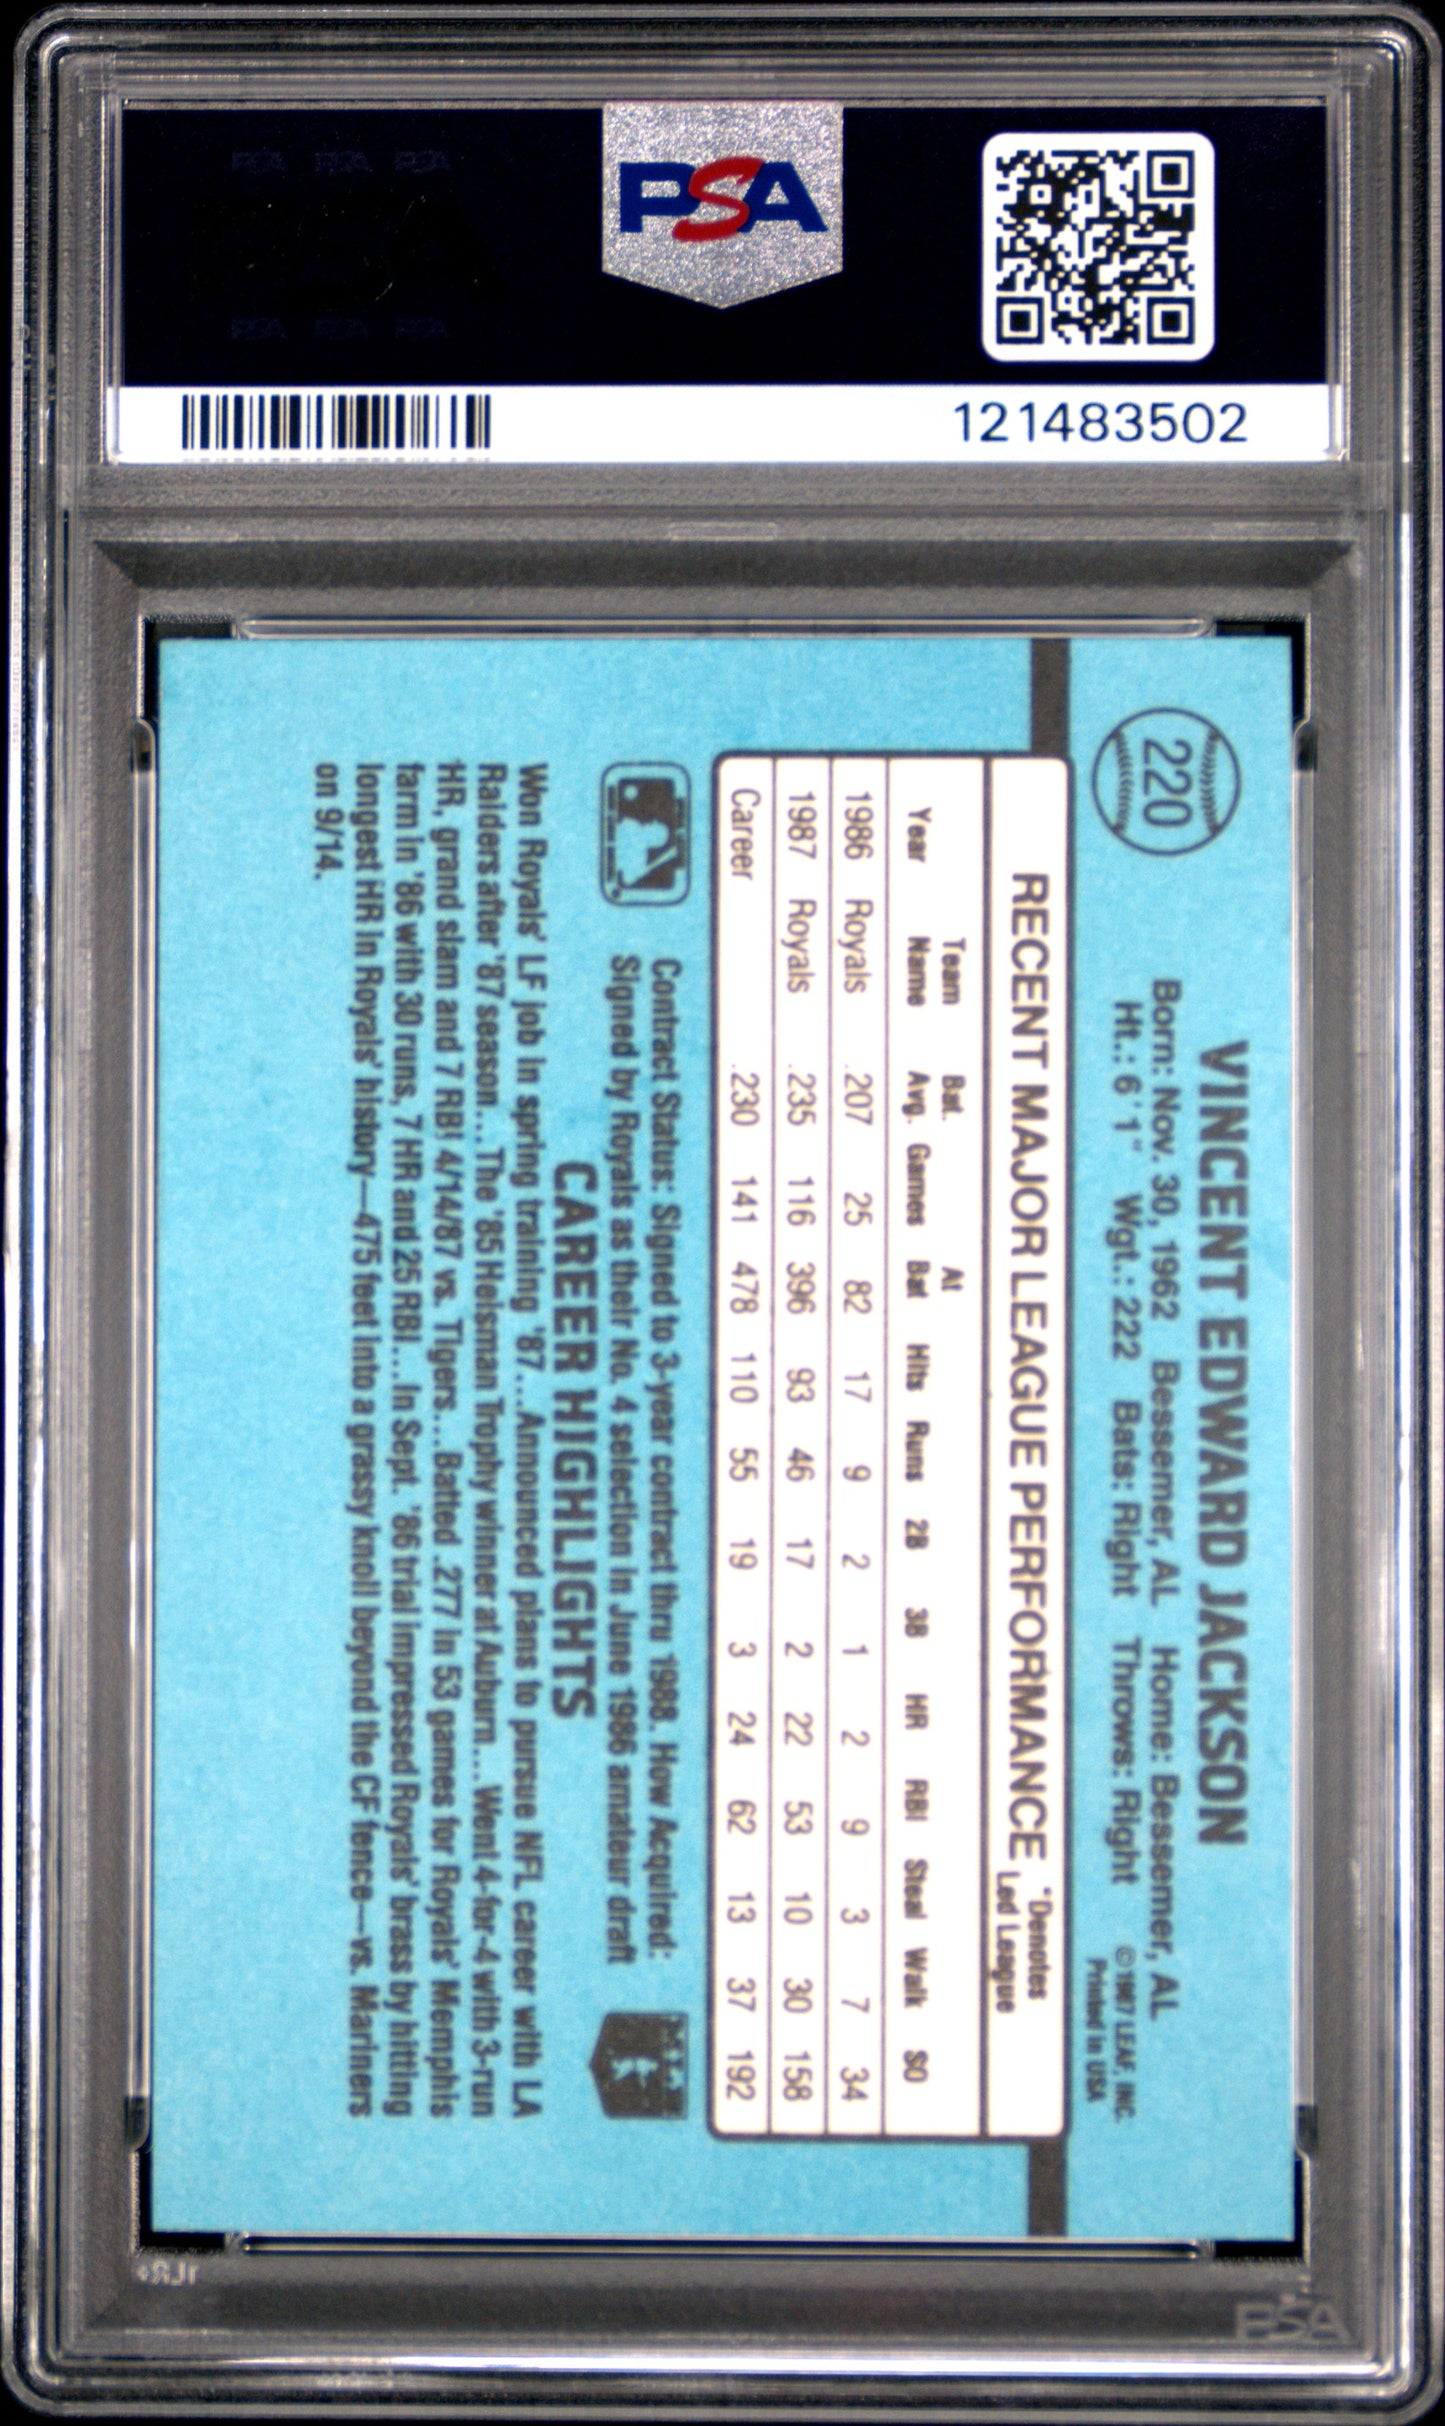 PSA
121483502
220
VINCENT EDWARD JACKSON
Born: Nov. 30, 1962 Bessemer, AL Home: Bessemer, AL
Ht.: 6'1" Wgt.: 222 Bats: Right Throws: Right
©1987 LEAF, INC.
Printed in USA
RECENT MAJOR LEAGUE PERFORMANCE
*Denotes
Led League
Year Team Name Bat. Avg. Games At Bat Hits Runs 2B 3B HR RBI Steal Walk SO
1986 Royals .207 25 82 17 9 2 1 2 9 3 7 34
1987 Royals .235 116 396 93 46 17 2 22 53 10 30 158
Career .230 141 478 110 55 19 3 24 62 13 37 192
Contract Status: Signed to 3-year contract thru 1988. How Acquired:
Signed by Royals as their No. 4 selection in June 1986 amateur draft
CAREER HIGHLIGHTS
Won Royals' LF job in spring training '87...Announced plans to pursue NFL career with LA
Raiders after '87 season...The '85 Heisman Trophy winner at Auburn...Went 4-for-4 with 3-run
HR, grand slam and 7 RBI 4/14/87 vs. Tigers...Batted .277 in 53 games for Royals' Memphis
farm in '86 with 30 runs, 7 HR and 25 RBI...In Sept. '86 trial impressed Royals' brass by hitting
longest HR in Royals' history—475 feet into a grassy knoll beyond the CF fence—vs. Mariners
on 9/14.
PSA